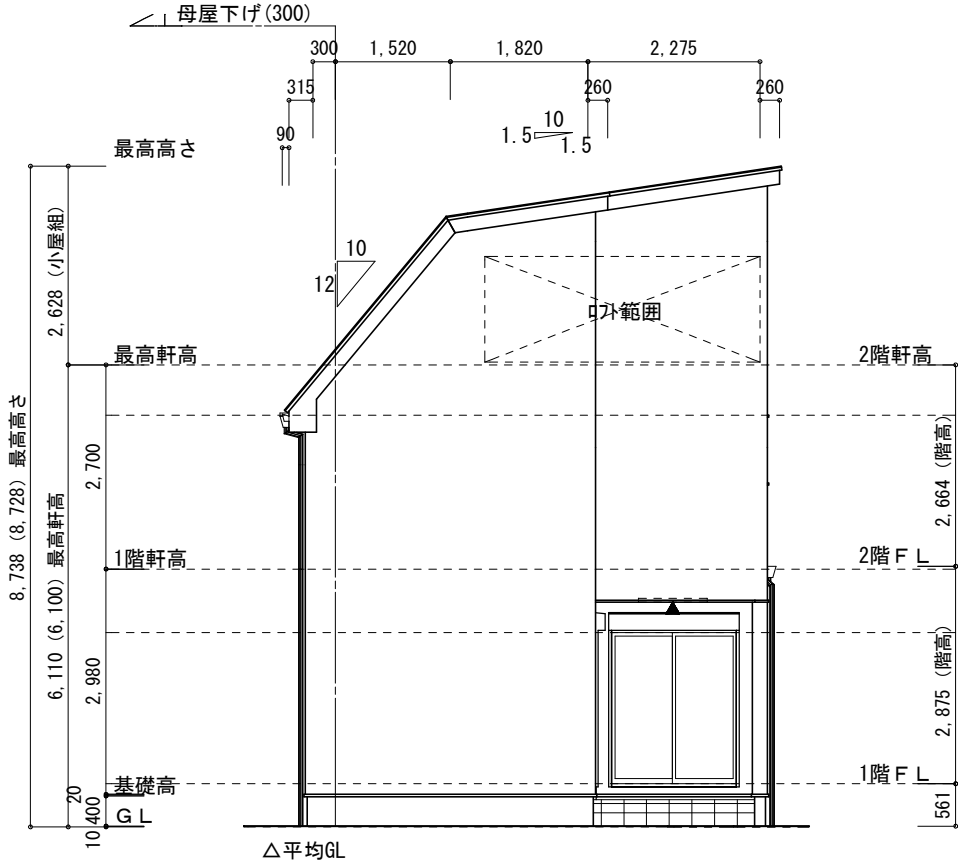 母屋下げ(300)
300
1,520
1,820
2,275
315
260
260
90
10
1.5
1.5
最高高さ
10
12
ロフト範囲
2,628 (小屋組)
最高軒高
2階軒高
8,738 (8,728) 最高高さ
6,110 (6,100) 最高軒高
2,700
2,664 (階高)
1階軒高
2階ＦＬ
2,980
2,875 (階高)
基礎高
1階ＦＬ
20
400
10
ＧＬ
561
△平均GL